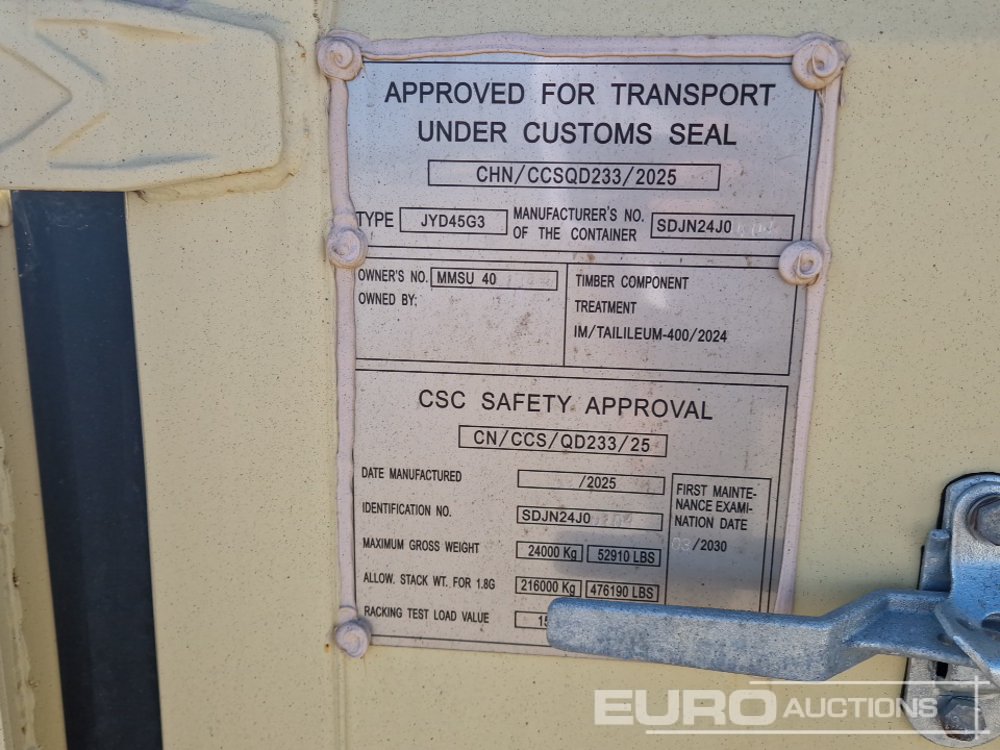 APPROVED FOR TRANSPORT
UNDER CUSTOMS SEAL
CHN/CCSQD233/2025
TYPE JYD45G3 MANUFACTURER'S NO. OF THE CONTAINER SDJN24J0
OWNER'S NO. MMSU 40
OWNED BY:
TIMBER COMPONENT
TREATMENT
IM/TAILILEUM-400/2024
CSC SAFETY APPROVAL
CN/CCS/QD233/25
DATE MANUFACTURED /2025
IDENTIFICATION NO. SDJN24J0
MAXIMUM GROSS WEIGHT 24000 Kg 52910 LBS
ALLOW. STACK WT. FOR 1.8G 216000 Kg 476190 LBS
RACKING TEST LOAD VALUE
FIRST MAINTE-
NANCE EXAMI-
NATION DATE
03/2030
EURO AUCTIONS